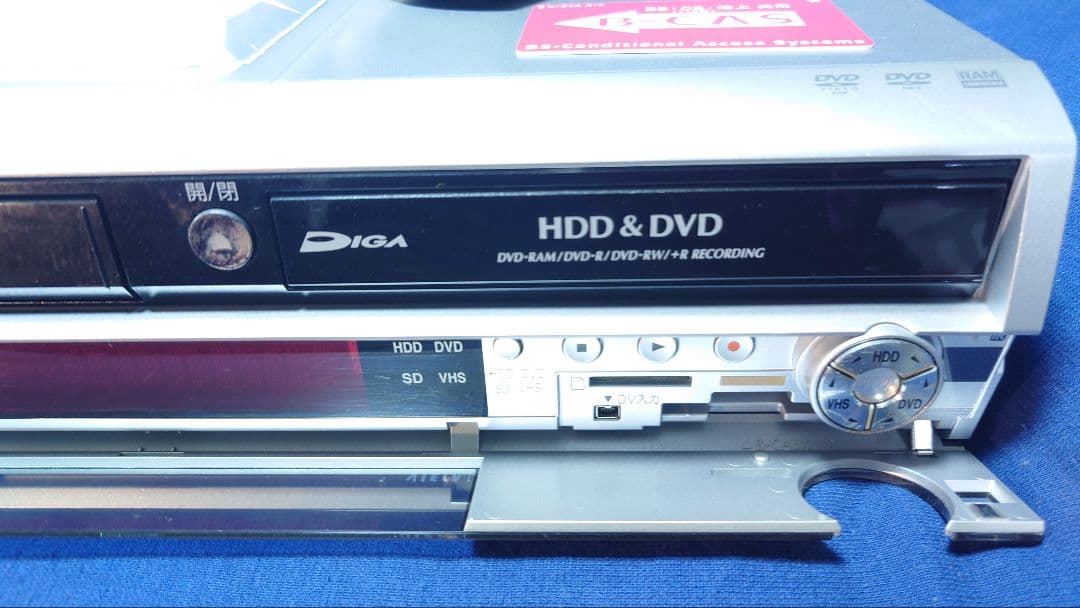 B-CAS
BS-Conditional Access Systems
DVD
DVD
RAM
開/閉
DIGA
HDD & DVD
DVD-RAM/DVD-R/DVD-RW/+R RECORDING
HDD DVD
SD VHS
▼ DV入力
HDD
VHS
DVD